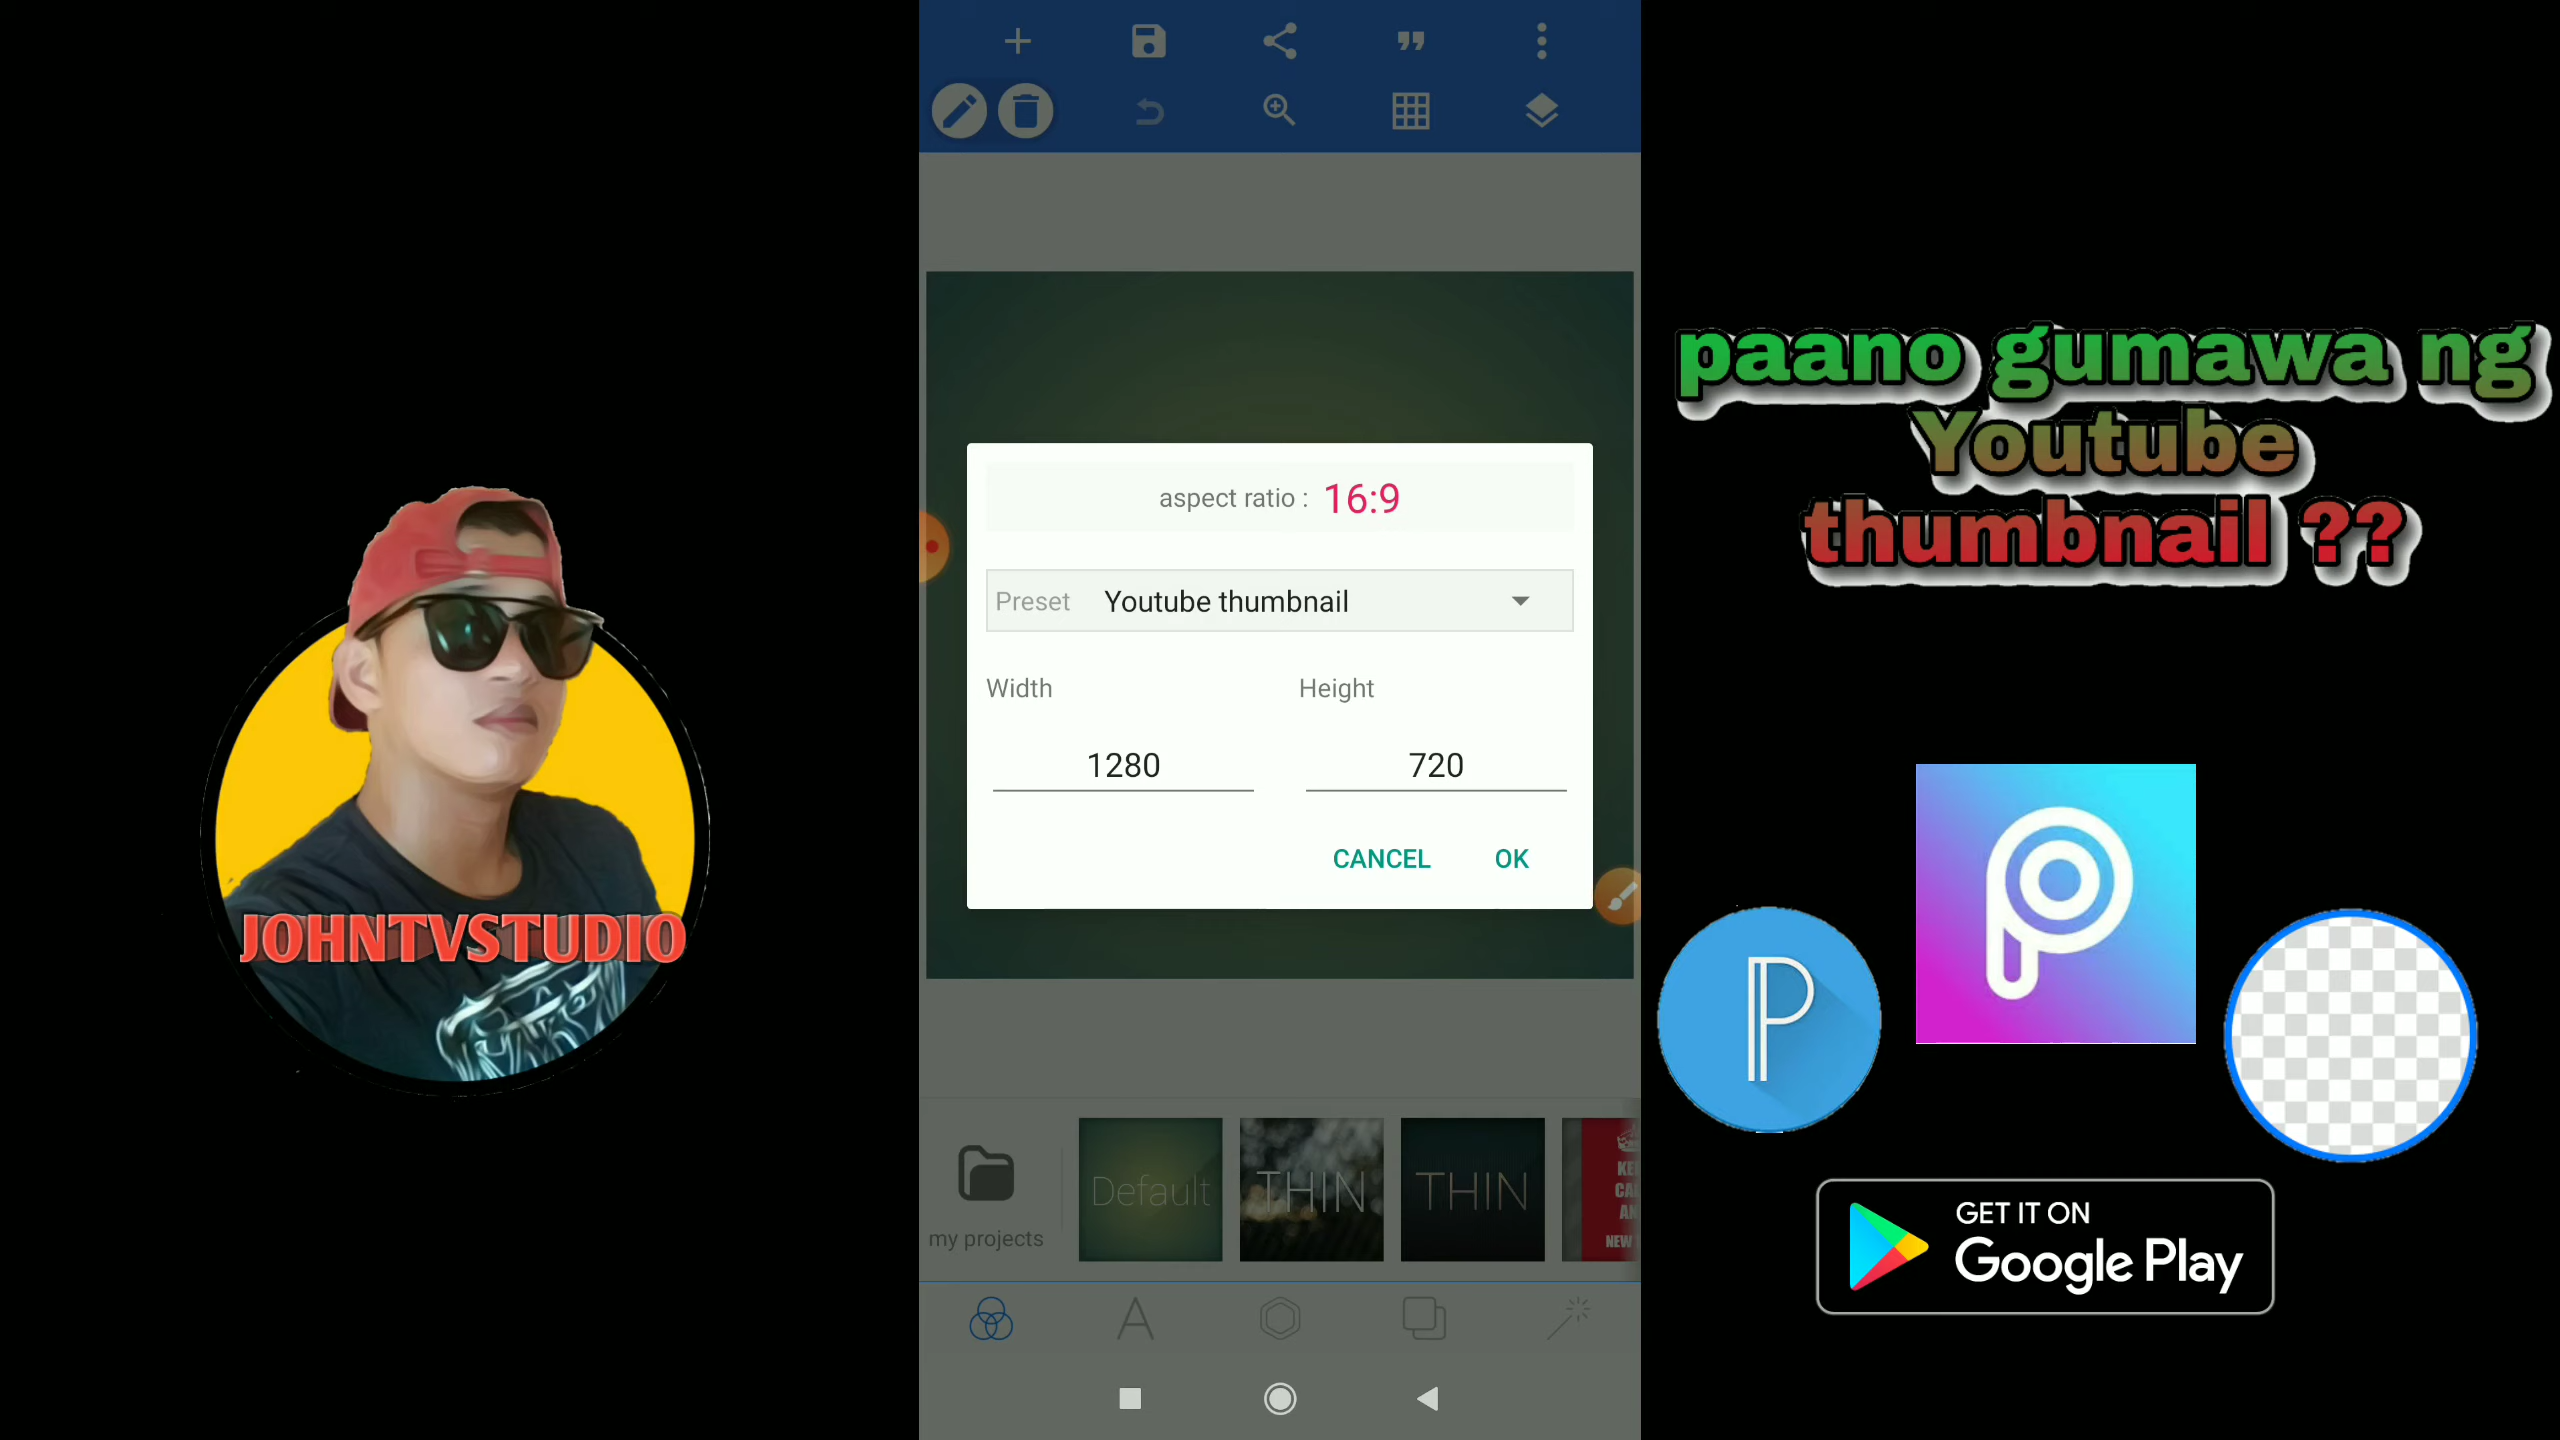 JOHNTVSTUDIO
aspect ratio : 16:9
Preset Youtube thumbnail
Width Height
1280 720
CANCEL OK
my projects
Default
THIN
THIN
NEW
paano gumawa ng
Youtube
thumbnail ??
GET IT ON
Google Play